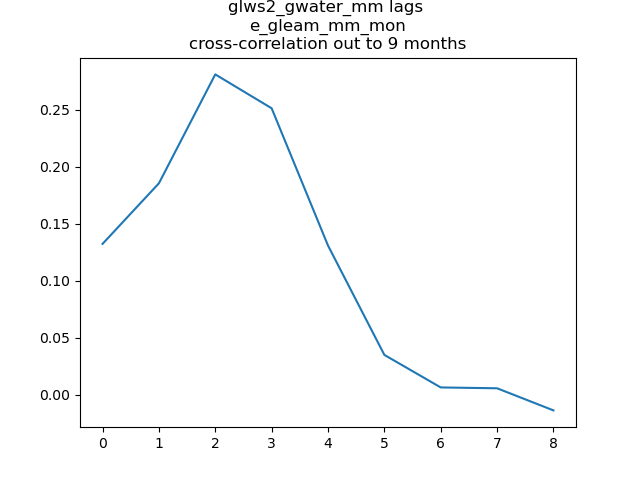 glws2_gwater_mm lags
e_gleam_mm_mon
cross-correlation out to 9 months
0.25
0.20
0.15
0.10
0.05
0.00
0 1 2 3 4 5 6 7 8